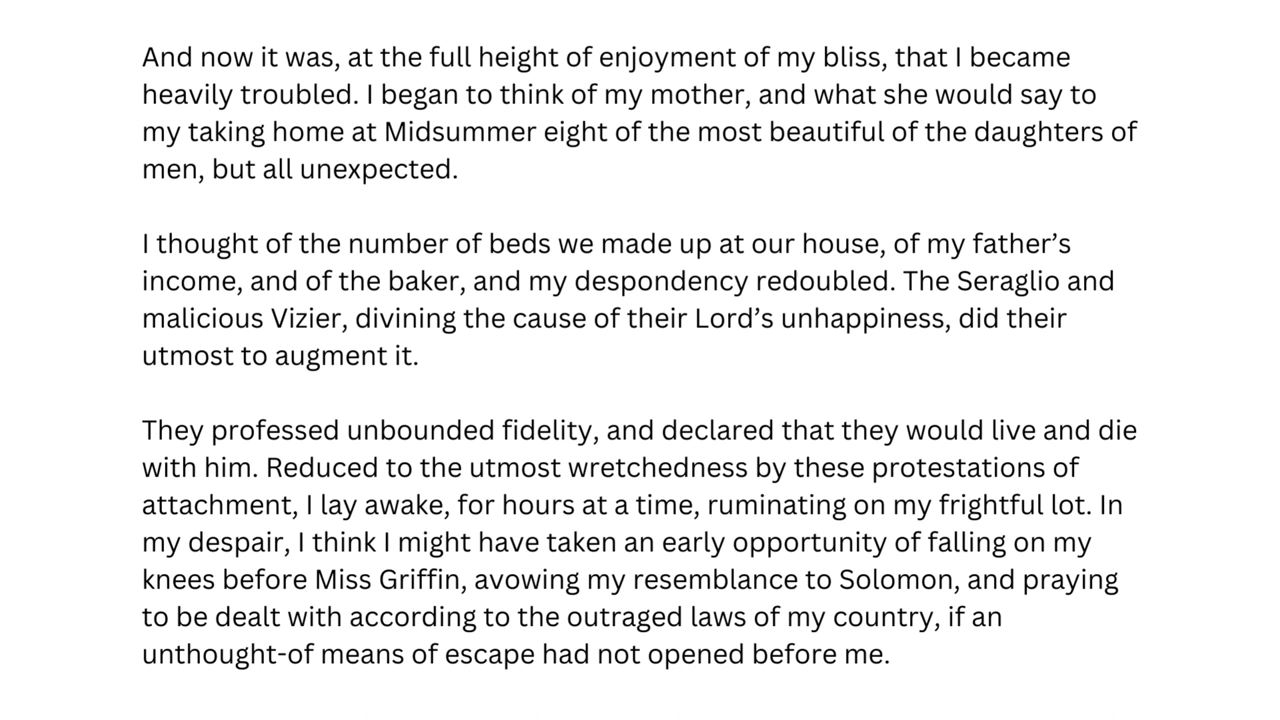 And now it was, at the full height of enjoyment of my bliss, that I became
heavily troubled. I began to think of my mother, and what she would say to
my taking home at Midsummer eight of the most beautiful of the daughters of
men, but all unexpected.
I thought of the number of beds we made up at our house, of my father’s
income, and of the baker, and my despondency redoubled. The Seraglio and
malicious Vizier, divining the cause of their Lord’s unhappiness, did their
utmost to augment it.
They professed unbounded fidelity, and declared that they would live and die
with him. Reduced to the utmost wretchedness by these protestations of
attachment, I lay awake, for hours at a time, ruminating on my frightful lot. In
my despair, I think I might have taken an early opportunity of falling on my
knees before Miss Griffin, avowing my resemblance to Solomon, and praying
to be dealt with according to the outraged laws of my country, if an
unthought-of means of escape had not opened before me.